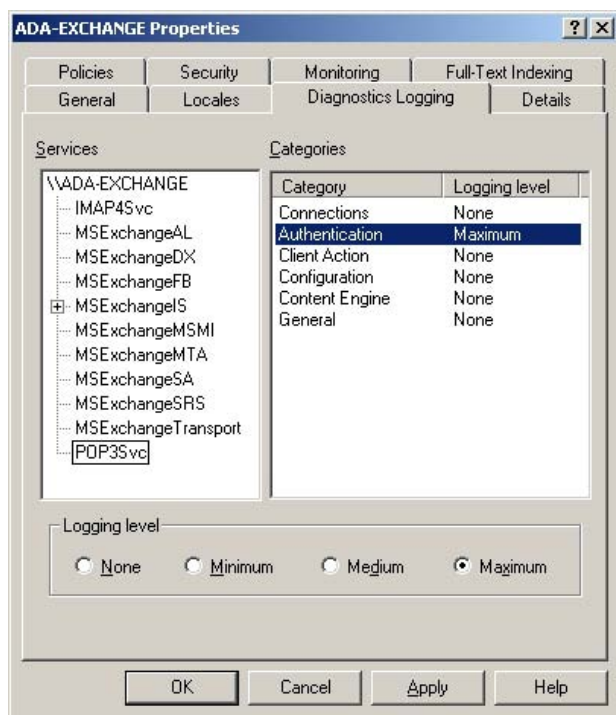 ADA-EXCHANGE Properties
Policies Security Monitoring Full-Text Indexing
General Locales Diagnostics Logging Details
Services Categories
\\ADA-EXCHANGE
IMAP4Svc
MSExchangeAL
MSExchangeDX
MSExchangeFB
MSExchangeIS
MSExchangeMSMI
MSExchangeMTA
MSExchangeSA
MSExchangeSRS
MSExchangeTransport
POP3Svc
Category Logging level
Connections None
Authentication Maximum
Client Action None
Configuration None
Content Engine None
General None
Logging level
None Minimum Medium Maximum
OK Cancel Apply Help